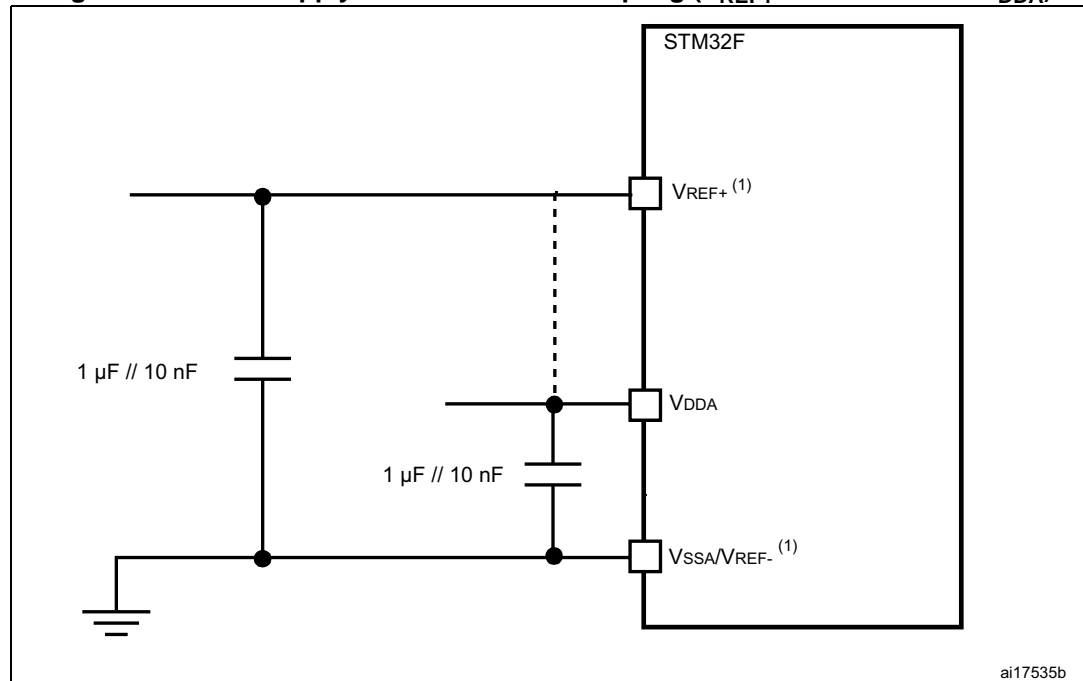 STM32F
VREF+ (1)
1 µF // 10 nF
VDDA
1 µF // 10 nF
VSSA/VREF- (1)
ai17535b